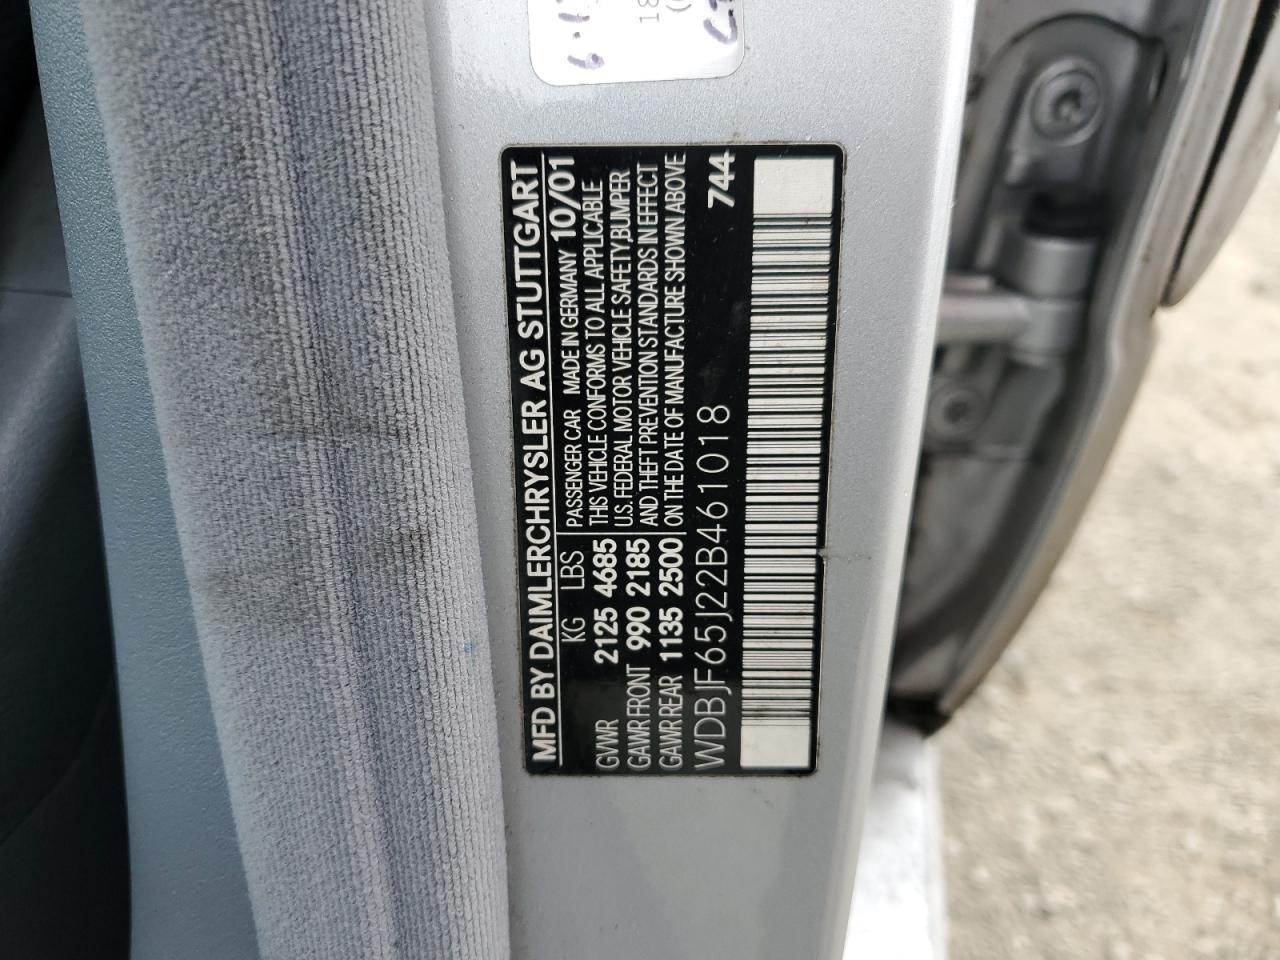 MFD BY DAIMLERCHRYSLER AG STUTTGART
KG LBS
GVWR 2125 4685
GAWR FRONT 990 2185
GAWR REAR 1135 2500
PASSENGER CAR MADE IN GERMANY 10/01
THIS VEHICLE CONFORMS TO ALL APPLICABLE
U.S. FEDERAL MOTOR VEHICLE SAFETY, BUMPER
AND THEFT PREVENTION STANDARDS IN EFFECT
ON THE DATE OF MANUFACTURE SHOWN ABOVE
WDBJF65J22B461018 744